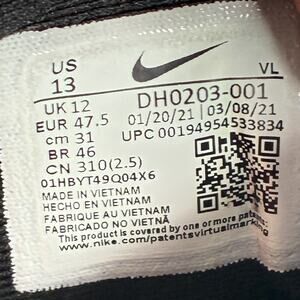 US
13
VL
UK 12
DH0203-001
EUR 47.5
01/20/21 03/08/21
cm 31
UPC 00194954533834
BR 46
CN 310(2.5)
01HBYT49Q04X6
MADE IN VIETNAM
HECHO EN VIETNAM
FABRIQUE AU VIETNAM
FABRICADO NO VIETNÃ
This product is covered by one or more patents:
www.nike.com/patentsvirtualmarking